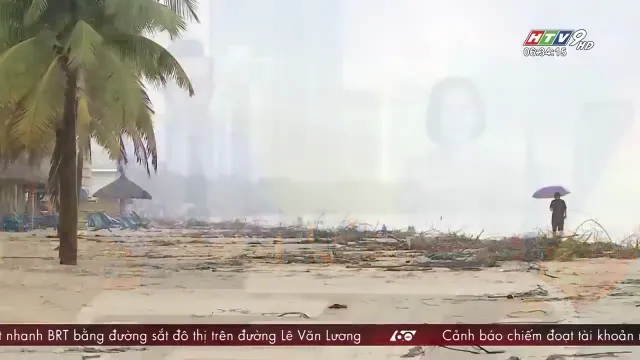 HTV9 HD
06:34:15
t nhanh BRT bằng đường sắt đô thị trên đường Lê Văn Lương
Cảnh báo chiếm đoạt tài khoản